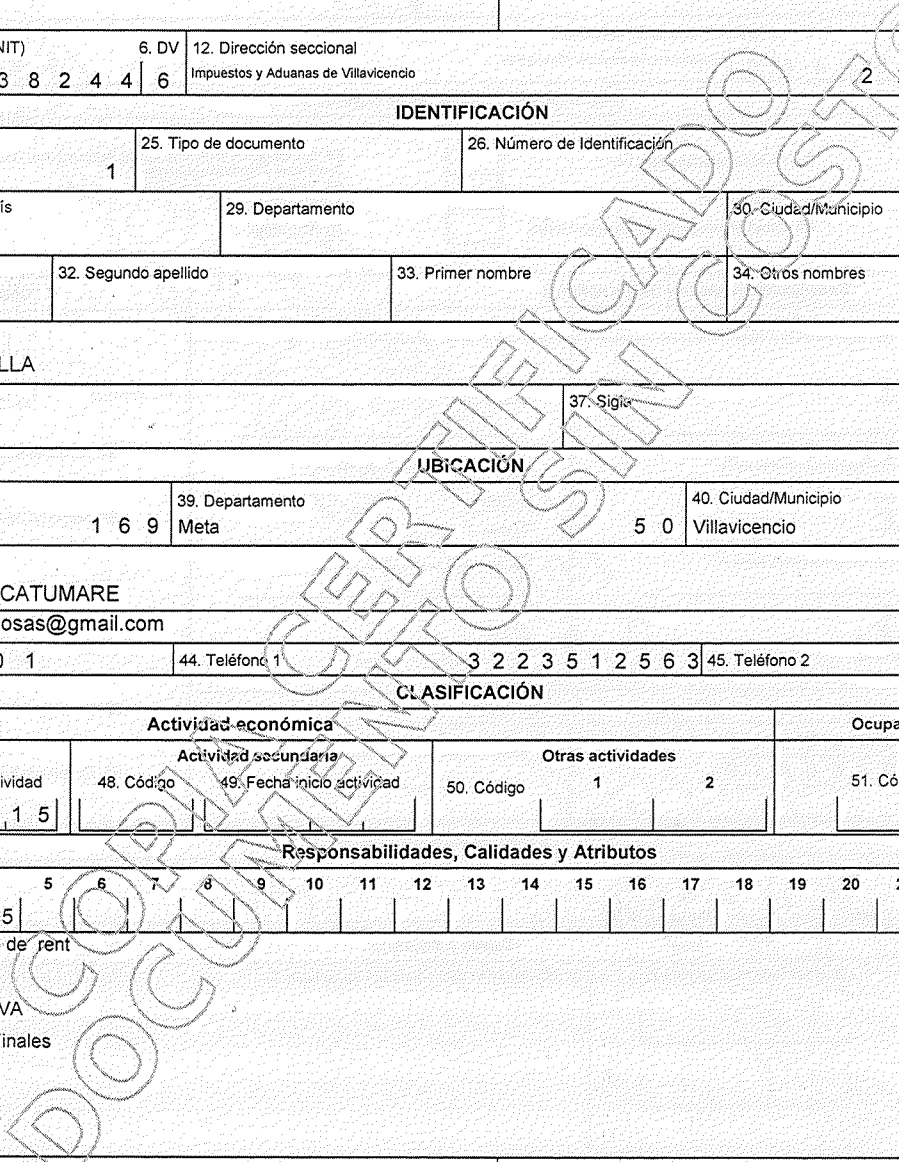 NIT) 6. DV 12. Dirección seccional
3 8 2 4 4 6 Impuestos y Aduanas de Villavicencio 2
IDENTIFICACIÓN
25. Tipo de documento 26. Número de Identificación
1
ís 29. Departamento 30. Ciudad/Municipio
32. Segundo apellido 33. Primer nombre 34. Otros nombres
LLA
37. Sigla
UBICACIÓN
39. Departamento 40. Ciudad/Municipio
1 6 9 Meta 5 0 Villavicencio
CATUMARE
osas@gmail.com
0 1 44. Teléfono 1 3 2 2 3 5 1 2 5 6 3 45. Teléfono 2
CLASIFICACIÓN
Actividad económica Ocupa
Actividad secundaria Otras actividades
ividad 48. Código 49. Fecha inicio actividad 50. Código 1 2 51. Có
1 5
Responsabilidades, Calidades y Atributos
5 6 7 8 9 10 11 12 13 14 15 16 17 18 19 20 2
5
de rent
VA
inales
COPIA CERTIFICADO
DOCUMENTO SIN COSTO